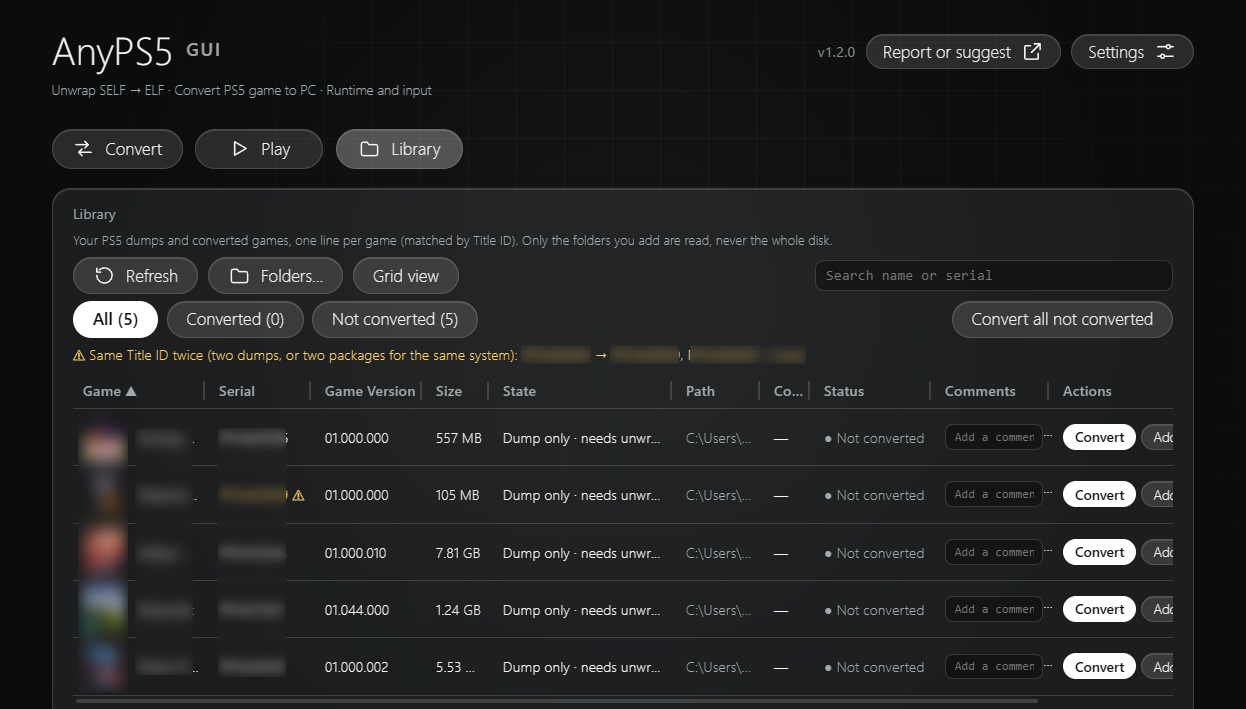 AnyPS5 GUI
v1.2.0 Report or suggest Settings
Unwrap SELF → ELF · Convert PS5 game to PC · Runtime and input
Convert Play Library
Library
Your PS5 dumps and converted games, one line per game (matched by Title ID). Only the folders you add are read, never the whole disk.
Refresh Folders... Grid view Search name or serial
All (5) Converted (0) Not converted (5) Convert all not converted
⚠ Same Title ID twice (two dumps, or two packages for the same system): → ,
Game ▲ Serial Game Version Size State Path Co... Status Comments Actions
01.000.000 557 MB Dump only · needs unwr... C:\Users\... — ● Not converted Add a commen ... Convert Adc
⚠ 01.000.000 105 MB Dump only · needs unwr... C:\Users\... — ● Not converted Add a commen ... Convert Adc
01.000.010 7.81 GB Dump only · needs unwr... C:\Users\... — ● Not converted Add a commen ... Convert Adc
01.044.000 1.24 GB Dump only · needs unwr... C:\Users\... — ● Not converted Add a commen ... Convert Adc
01.000.002 5.53 ... Dump only · needs unwr... C:\Users\... — ● Not converted Add a commen ... Convert Adc